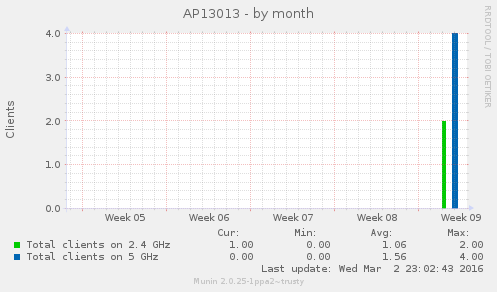 AP13013 - by month
RRDTOOL / TOBI OETIKER
Clients
4.0
3.0
2.0
1.0
0.0
Week 05 Week 06 Week 07 Week 08 Week 09
Cur: Min: Avg: Max:
Total clients on 2.4 GHz 1.00 0.00 1.06 2.00
Total clients on 5 GHz 0.00 0.00 1.56 4.00
Last update: Wed Mar 2 23:02:43 2016
Munin 2.0.25-1ppa2~trusty